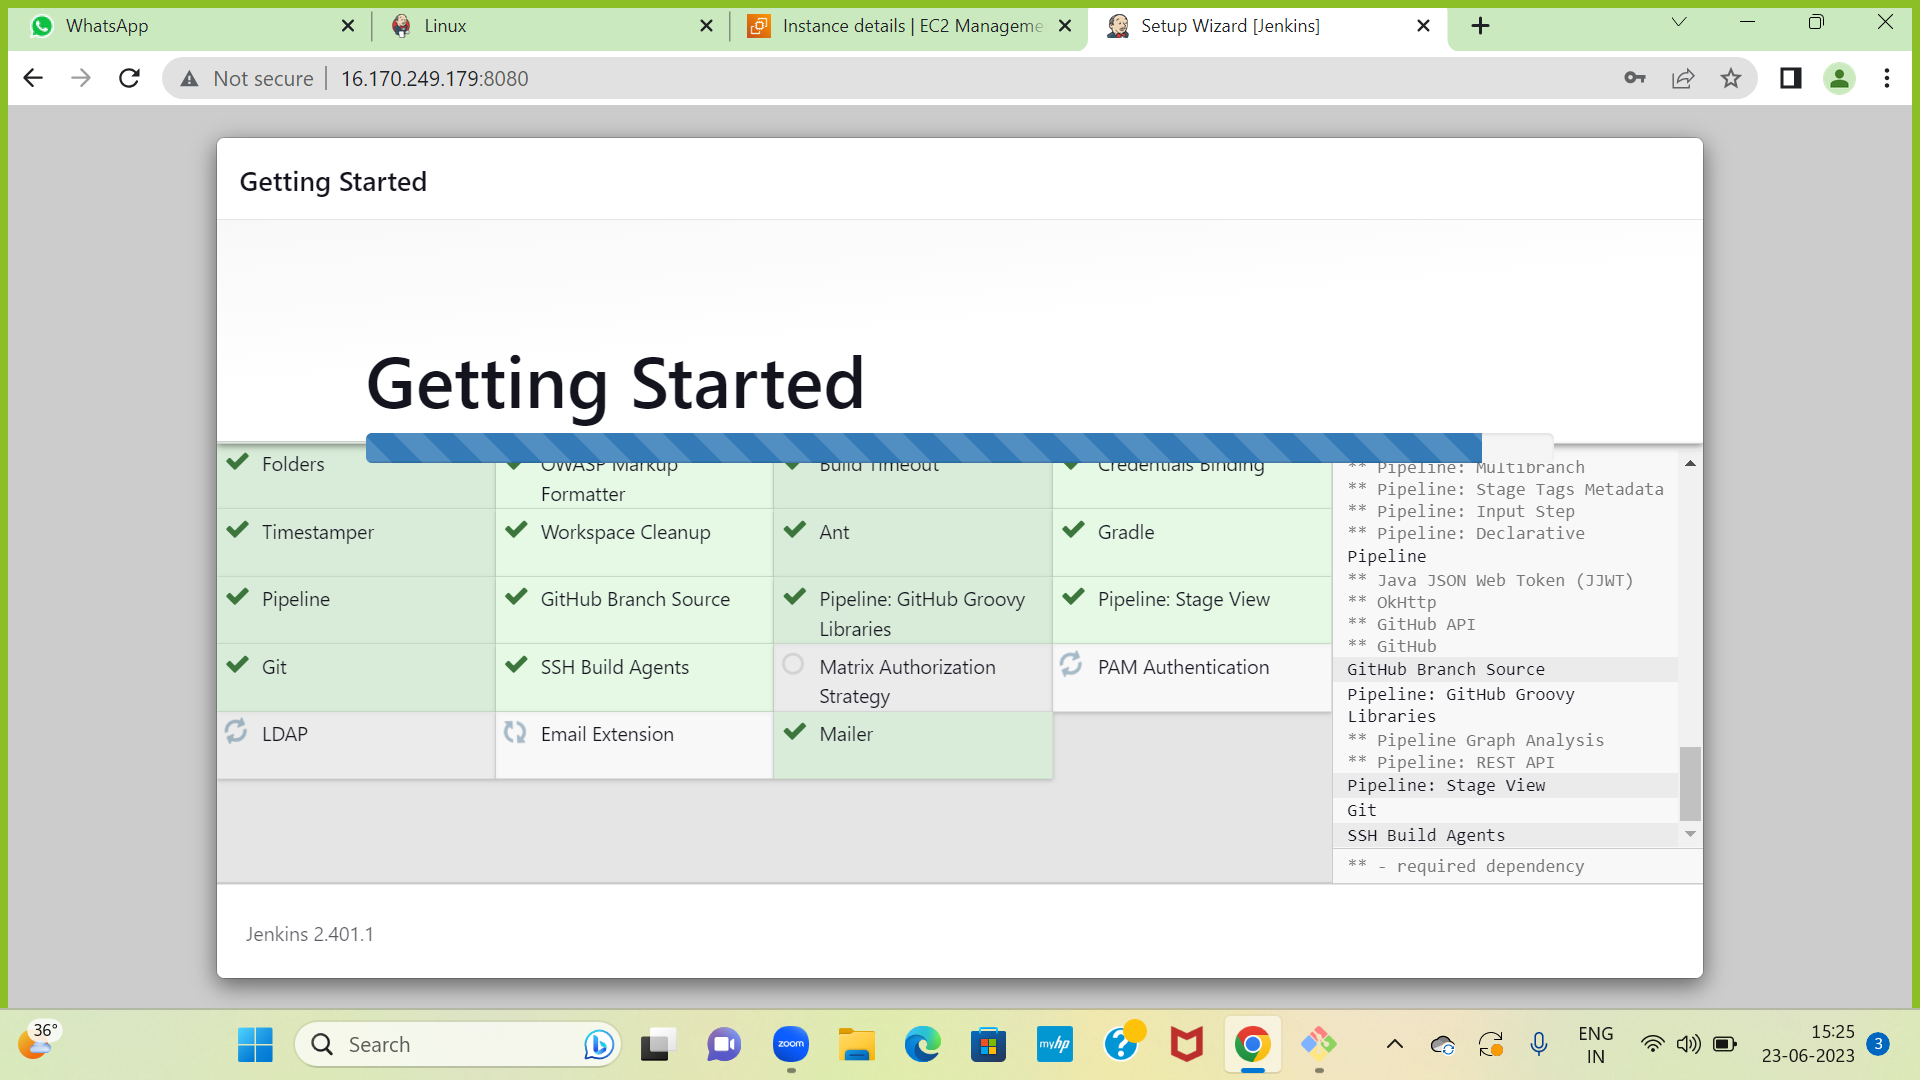 WhatsApp
Linux
Instance details | EC2 Manageme
Setup Wizard [Jenkins]
Not secure
16.170.249.179:8080
Getting Started
Getting Started
Folders
OWASP Markup
Formatter
Build Timeout
Credentials Binding
Timestamper
Workspace Cleanup
Ant
Gradle
Pipeline
GitHub Branch Source
Pipeline: GitHub Groovy
Libraries
Pipeline: Stage View
Git
SSH Build Agents
Matrix Authorization
Strategy
PAM Authentication
LDAP
Email Extension
Mailer
** Pipeline: Multibranch
** Pipeline: Stage Tags Metadata
** Pipeline: Input Step
** Pipeline: Declarative
Pipeline
** Java JSON Web Token (JJWT)
** OkHttp
** GitHub API
** GitHub
GitHub Branch Source
Pipeline: GitHub Groovy
Libraries
** Pipeline Graph Analysis
** Pipeline: REST API
Pipeline: Stage View
Git
SSH Build Agents
** - required dependency
Jenkins 2.401.1
36°
Search
zoom
myhp
ENG
IN
15:25
23-06-2023
3